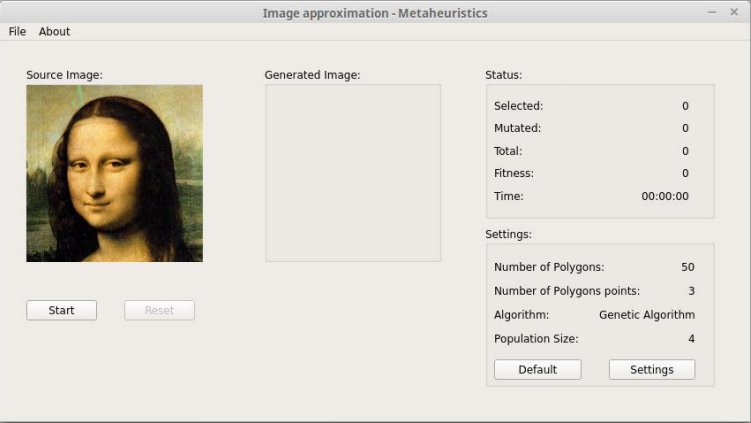 Image approximation - Metaheuristics
File About
Source Image:
Generated Image:
Status:
Selected: 0
Mutated: 0
Total: 0
Fitness: 0
Time: 00:00:00
Settings:
Number of Polygons: 50
Number of Polygons points: 3
Algorithm: Genetic Algorithm
Population Size: 4
Start
Reset
Default
Settings